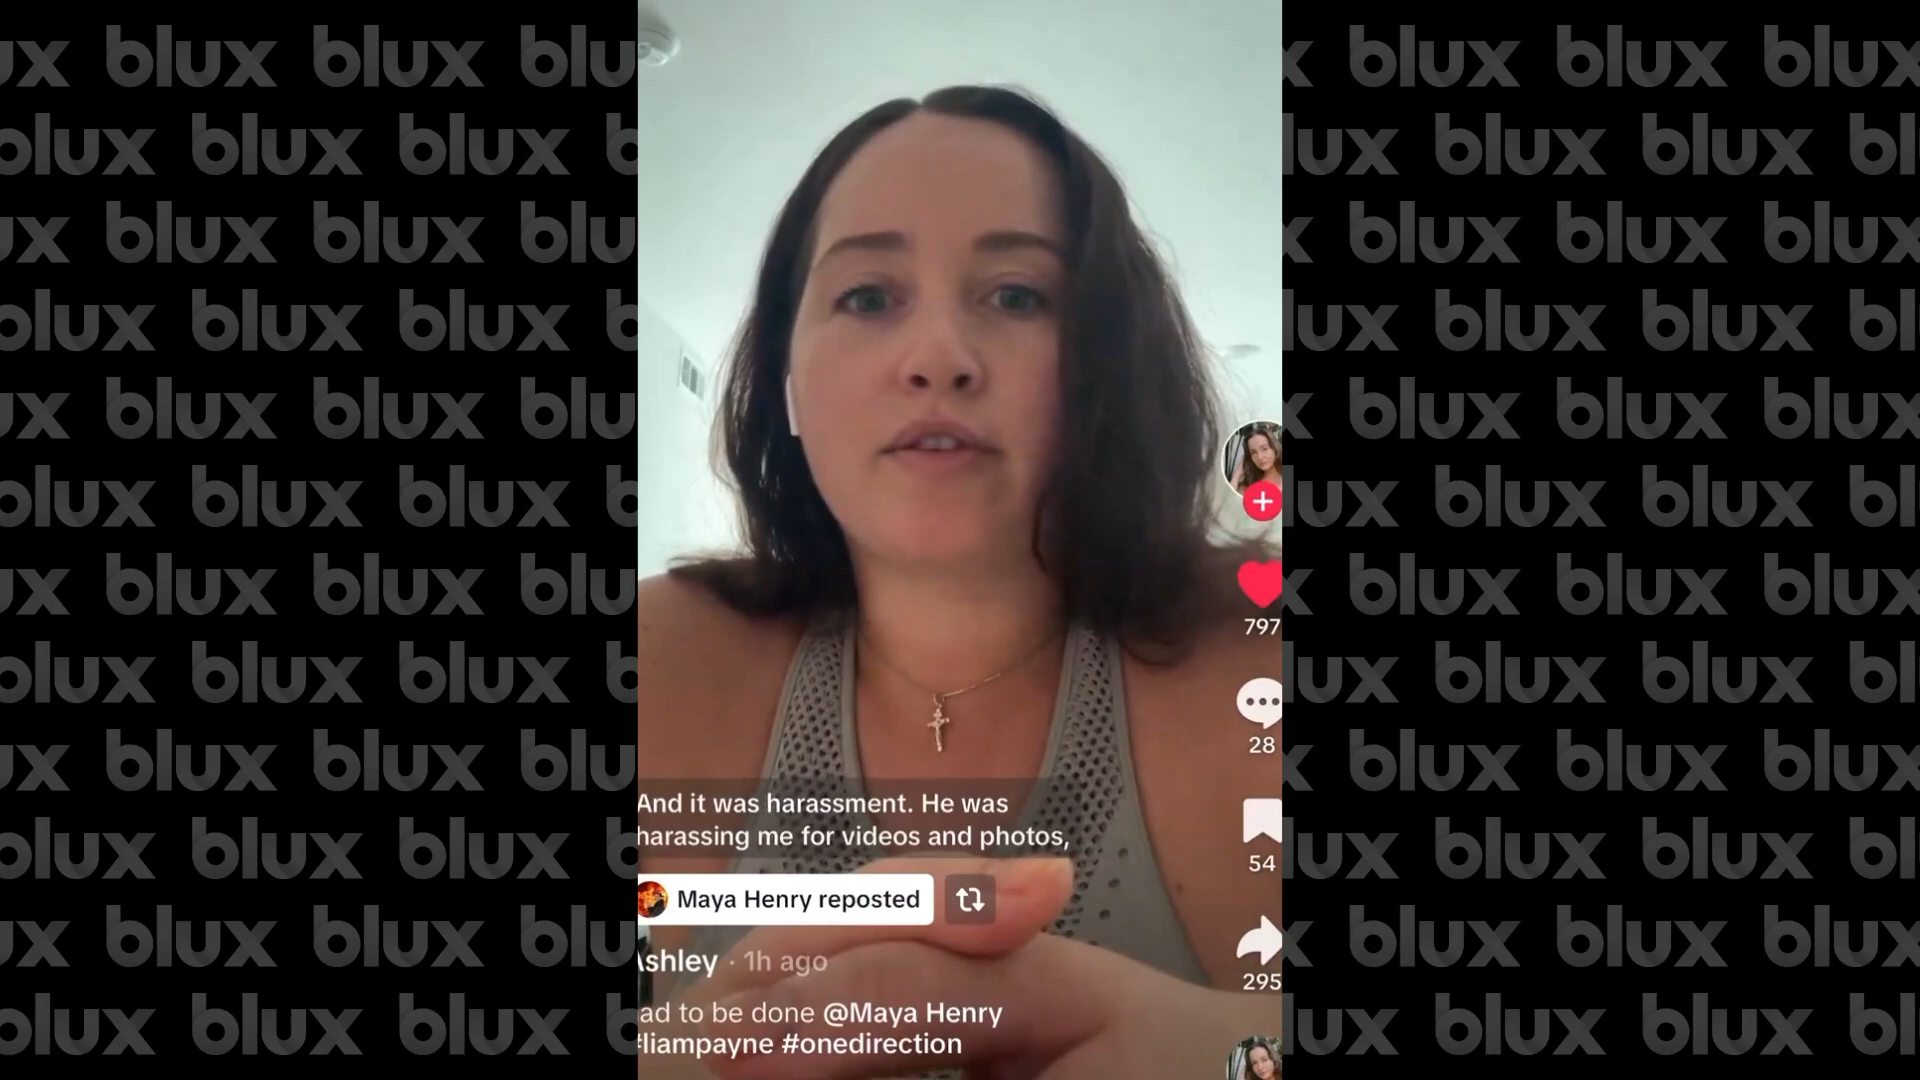 blux
And it was harassment. He was
harassing me for videos and photos,
Maya Henry reposted
Ashley · 1h ago
ad to be done @Maya Henry
#liampayne #onedirection
797
28
54
295